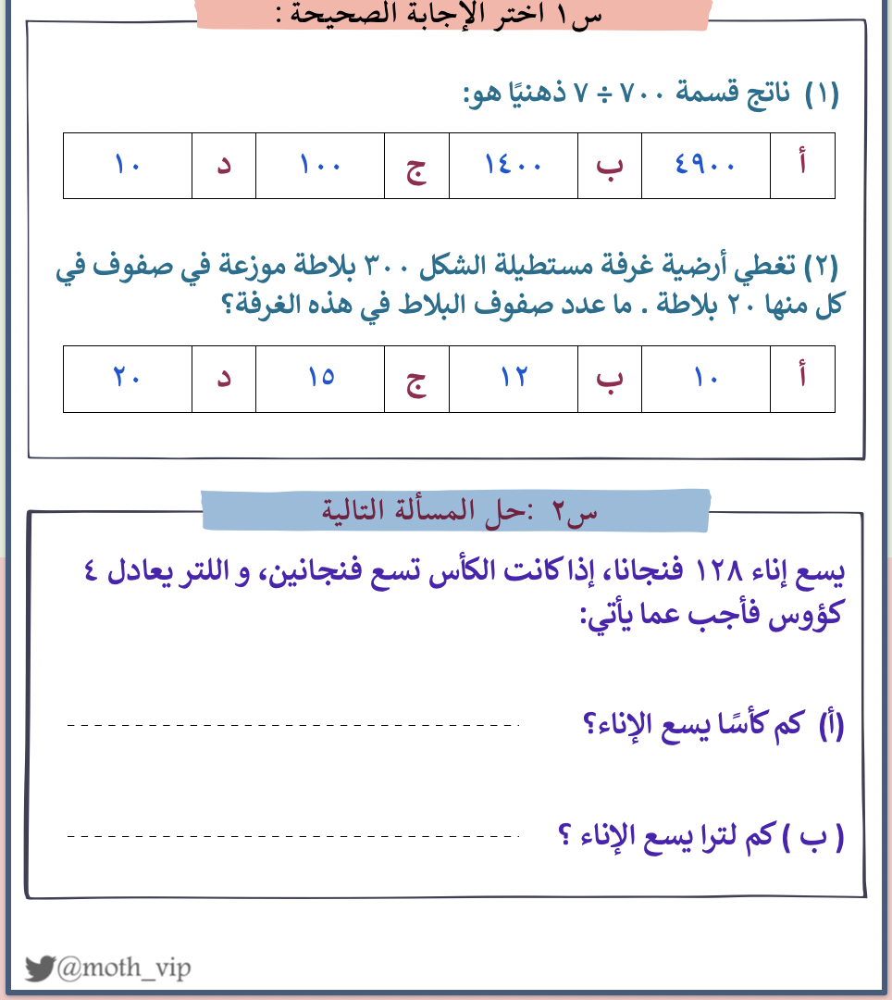 س١ اختر الإجابة الصحيحة :
(١) ناتج قسمة ٧٠٠ ÷ ٧ ذهنيًا هو:
أ ٤٩٠٠ ب ١٤٠٠ ج ١٠٠ د ١٠
(٢) تغطي أرضية غرفة مستطيلة الشكل ٣٠٠ بلاطة موزعة في صفوف في
كل منها ٢٠ بلاطة . ما عدد صفوف البلاط في هذه الغرفة؟
أ ١٠ ب ١٢ ج ١٥ د ٢٠
س٢ :حل المسألة التالية
يسع إناء ١٢٨ فنجانا، إذا كانت الكأس تسع فنجانين، و اللتر يعادل ٤
كؤوس فأجب عما يأتي:
(أ) كم كأسًا يسع الإناء؟
( ب ) كم لترا يسع الإناء ؟
@moth_vip